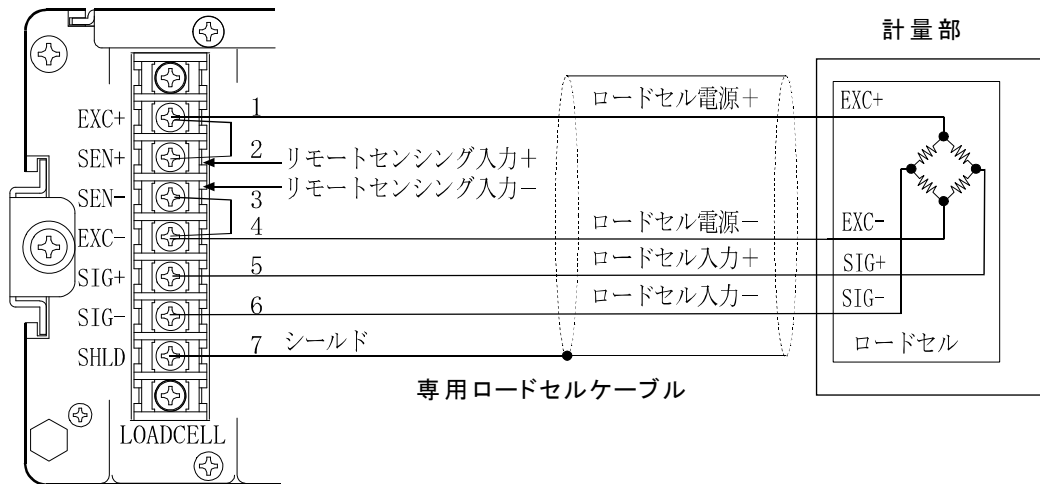 計量部
EXC+
1
ロードセル電源＋
EXC+
SEN+
2
リモートセンシング入力＋
リモートセンシング入力－
SEN-
3
EXC-
4
ロードセル電源－
EXC-
ロードセル入力＋
SIG+
5
SIG+
ロードセル入力－
SIG-
6
SIG-
SHLD
7
シールド
ロードセル
専用ロードセルケーブル
LOADCELL